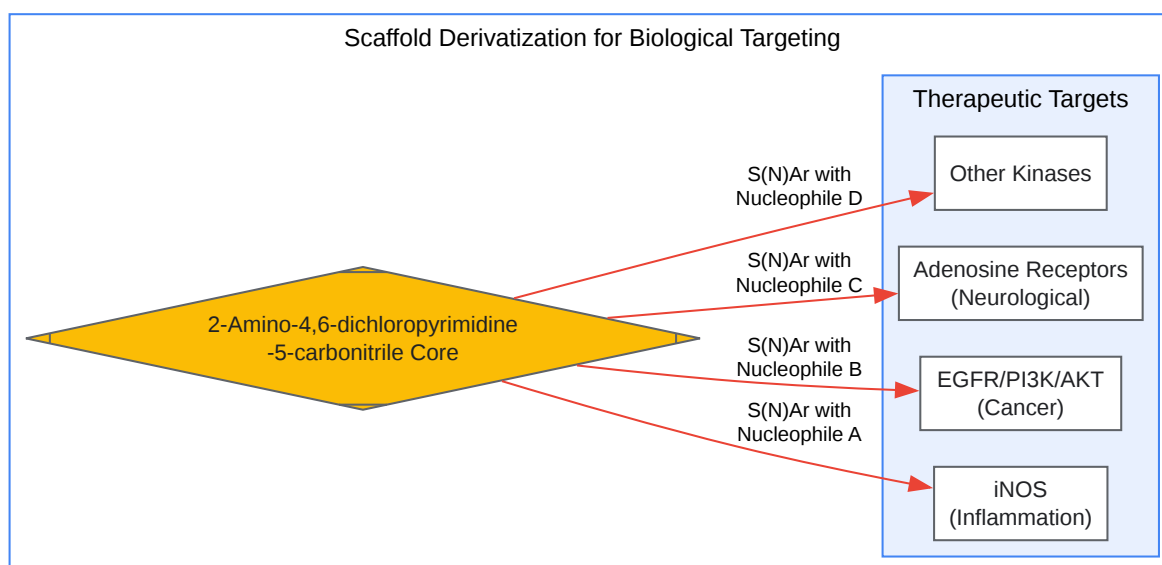 Scaffold Derivatization for Biological Targeting
Therapeutic Targets
S(N)Ar with
Nucleophile D
Other Kinases
S(N)Ar with
Nucleophile C
Adenosine Receptors
(Neurological)
2-Amino-4,6-dichloropyrimidine
-5-carbonitrile Core
S(N)Ar with
Nucleophile B
EGFR/PI3K/AKT
(Cancer)
S(N)Ar with
Nucleophile A
iNOS
(Inflammation)